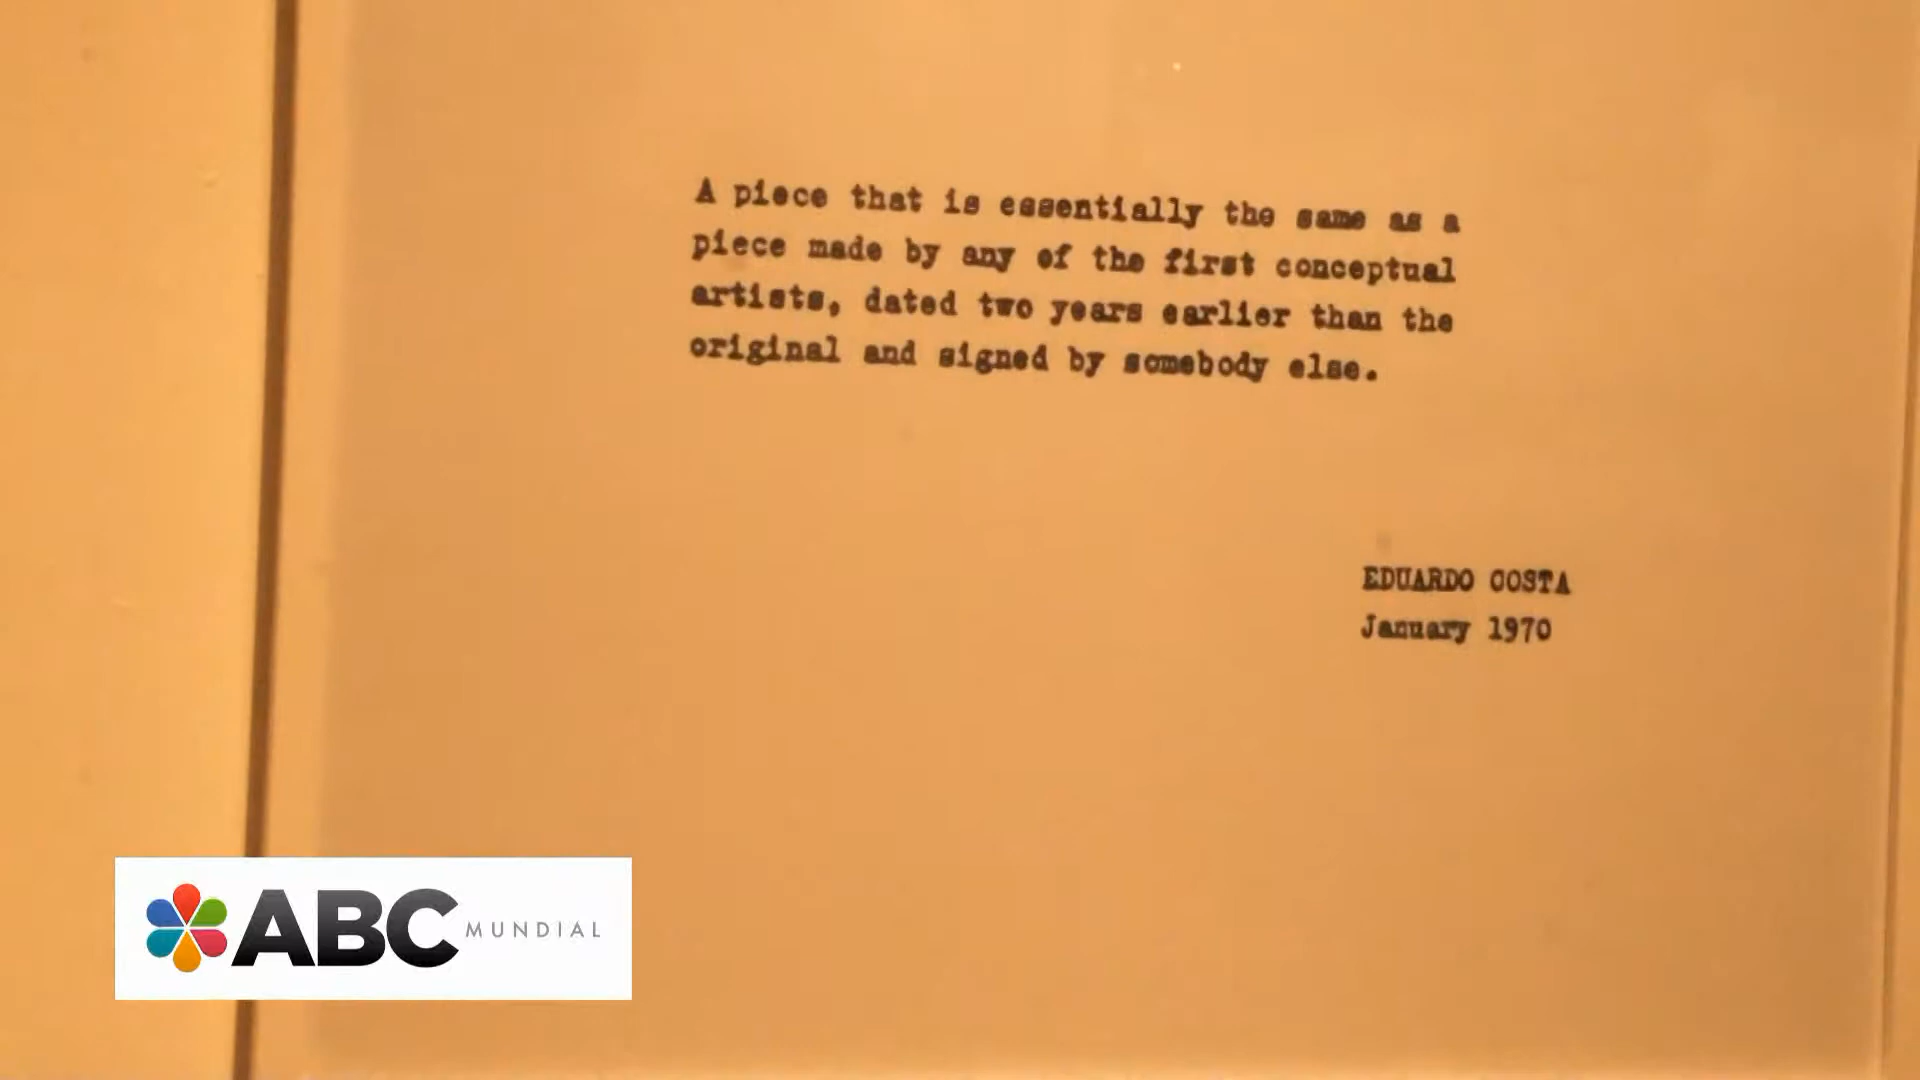 A piece that is essentially the same as a
piece made by any of the first conceptual
artists, dated two years earlier than the
original and signed by somebody else.
EDUARDO COSTA
January 1970
ABC MUNDIAL